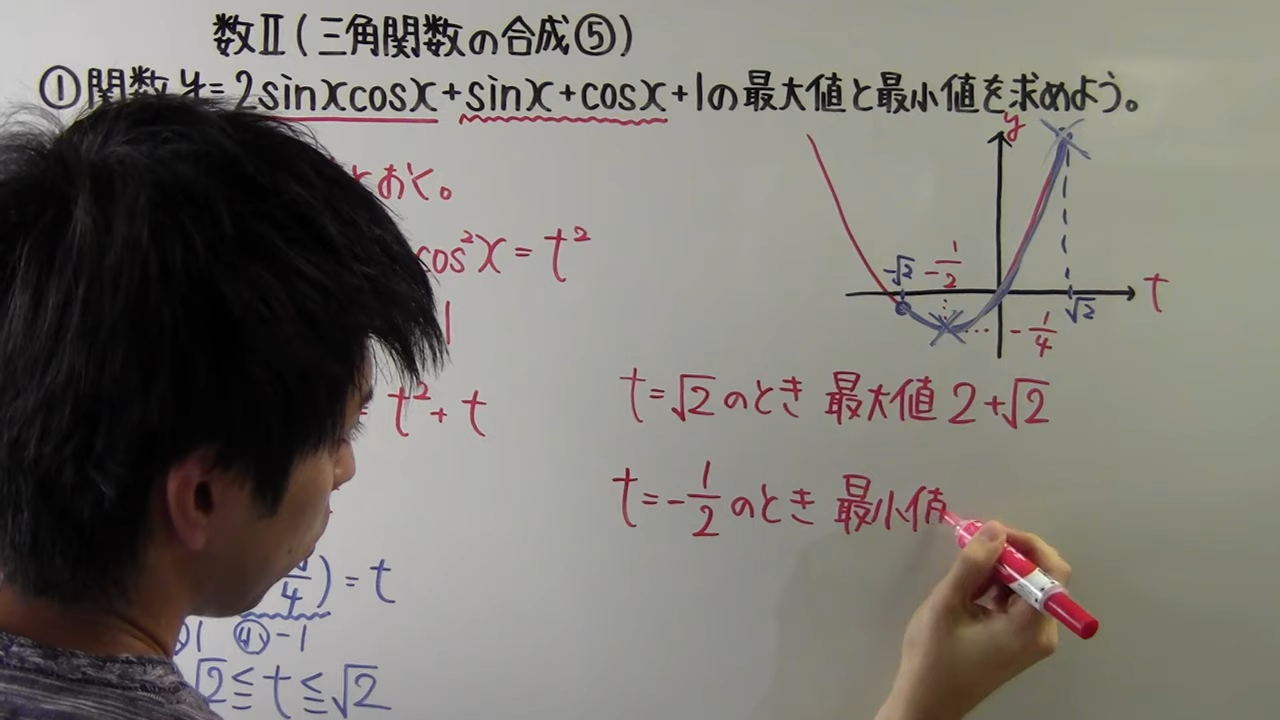 数Ⅱ(三角関数の合成⑤)
①関数y=2sinxcosx+sinx+cosx+1の最大値と最小値を求めよう。
とおく。
cos²x=t²
1
= t²+t
π/4)=t
1 ㊙小 -1
√2≦t≦√2
y
t
-√2
-1/2
√2
-1/4
t=√2のとき 最大値 2+√2
t=-1/2のとき 最小値